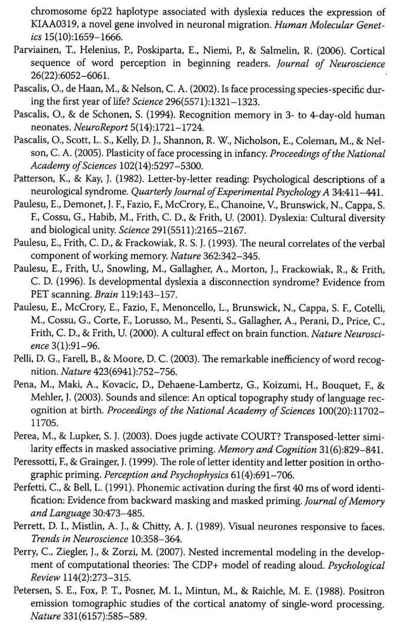 chromosome 6p22 haplotype associated with dyslexia reduces the expression of
KIAA0319, a novel gene involved in neuronal migration. Human Molecular Genet-
ics 15(10):1659–1666.
Parviainen, T., Helenius, P., Poskiparta, E., Niemi, P., & Salmelin, R. (2006). Cortical
sequence of word perception in beginning readers. Journal of Neuroscience
26(22):6052–6061.
Pascalis, O., de Haan, M., & Nelson, C. A. (2002). Is face processing species-specific dur-
ing the first year of life? Science 296(5571):1321–1323.
Pascalis, O., & de Schonen, S. (1994). Recognition memory in 3- to 4-day-old human
neonates. NeuroReport 5(14):1721–1724.
Pascalis, O., Scott, L. S., Kelly, D. J., Shannon, R. W., Nicholson, E., Coleman, M., & Nel-
son, C. A. (2005). Plasticity of face processing in infancy. Proceedings of the National
Academy of Sciences 102(14):5297–5300.
Patterson, K., & Kay, J. (1982). Letter-by-letter reading: Psychological descriptions of a
neurological syndrome. Quarterly Journal of Experimental Psychology A 34:411–441.
Paulesu, E., Demonet, J. F., Fazio, F., McCrory, E., Chanoine, V., Brunswick, N., Cappa, S.
F., Cossu, G., Habib, M., Frith, C. D., & Frith, U. (2001). Dyslexia: Cultural diversity
and biological unity. Science 291(5511):2165–2167.
Paulesu, E., Frith, C. D., & Frackowiak, R. S. J. (1993). The neural correlates of the verbal
component of working memory. Nature 362:342–345.
Paulesu, E., Frith, U., Snowling, M., Gallagher, A., Morton, J., Frackowiak, R., & Frith,
C. D. (1996). Is developmental dyslexia a disconnection syndrome? Evidence from
PET scanning. Brain 119:143–157.
Paulesu, E., McCrory, E., Fazio, F., Menoncello, L., Brunswick, N., Cappa, S. F., Cotelli,
M., Cossu, G., Corte, F., Lorusso, M., Pesenti, S., Gallagher, A., Perani, D., Price, C.,
Frith, C. D., & Frith, U. (2000). A cultural effect on brain function. Nature Neurosci-
ence 3(1):91–96.
Pelli, D. G., Farell, B., & Moore, D. C. (2003). The remarkable inefficiency of word recog-
nition. Nature 423(6941):752–756.
Pena, M., Maki, A., Kovacic, D., Dehaene-Lambertz, G., Koizumi, H., Bouquet, F., &
Mehler, J. (2003). Sounds and silence: An optical topography study of language rec-
ognition at birth. Proceedings of the National Academy of Sciences 100(20):11702–
11705.
Perea, M., & Lupker, S. J. (2003). Does jugde activate COURT? Transposed-letter simi-
larity effects in masked associative priming. Memory and Cognition 31(6):829–841.
Peressotti, F., & Grainger, J. (1999). The role of letter identity and letter position in ortho-
graphic priming. Perception and Psychophysics 61(4):691–706.
Perfetti, C., & Bell, L. (1991). Phonemic activation during the first 40 ms of word identi-
fication: Evidence from backward masking and masked priming. Journal of Memory
and Language 30:473–485.
Perrett, D. I., Mistlin, A. J., & Chitty, A. J. (1989). Visual neurones responsive to faces.
Trends in Neuroscience 10:358–364.
Perry, C., Ziegler, J., & Zorzi, M. (2007). Nested incremental modeling in the develop-
ment of computational theories: The CDP+ model of reading aloud. Psychological
Review 114(2):273–315.
Petersen, S. E., Fox, P. T., Posner, M. I., Mintun, M., & Raichle, M. E. (1988). Positron
emission tomographic studies of the cortical anatomy of single-word processing.
Nature 331(6157):585–589.